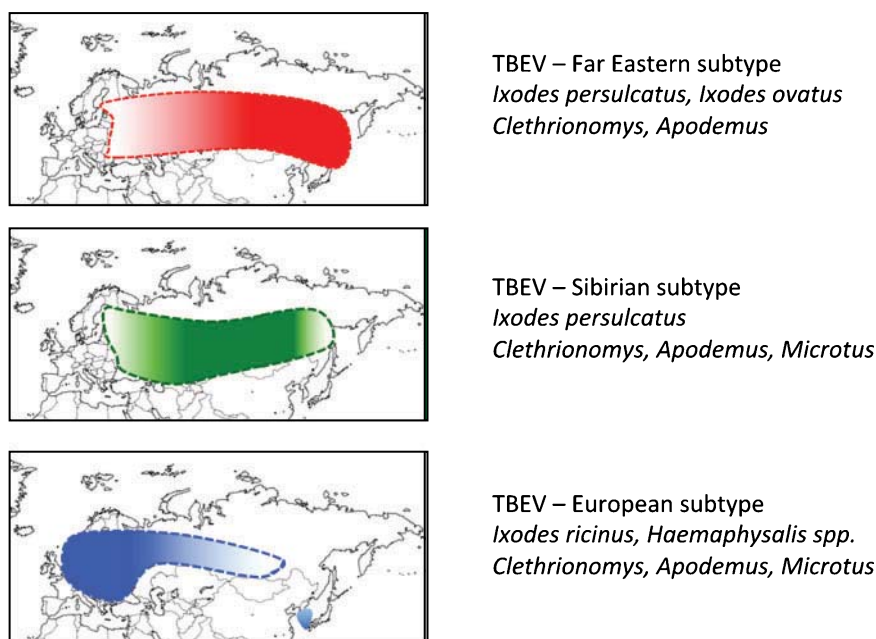 TBEV – Far Eastern subtype
Ixodes persulcatus, Ixodes ovatus
Clethrionomys, Apodemus
TBEV – Sibirian subtype
Ixodes persulcatus
Clethrionomys, Apodemus, Microtus
TBEV – European subtype
Ixodes ricinus, Haemaphysalis spp.
Clethrionomys, Apodemus, Microtus